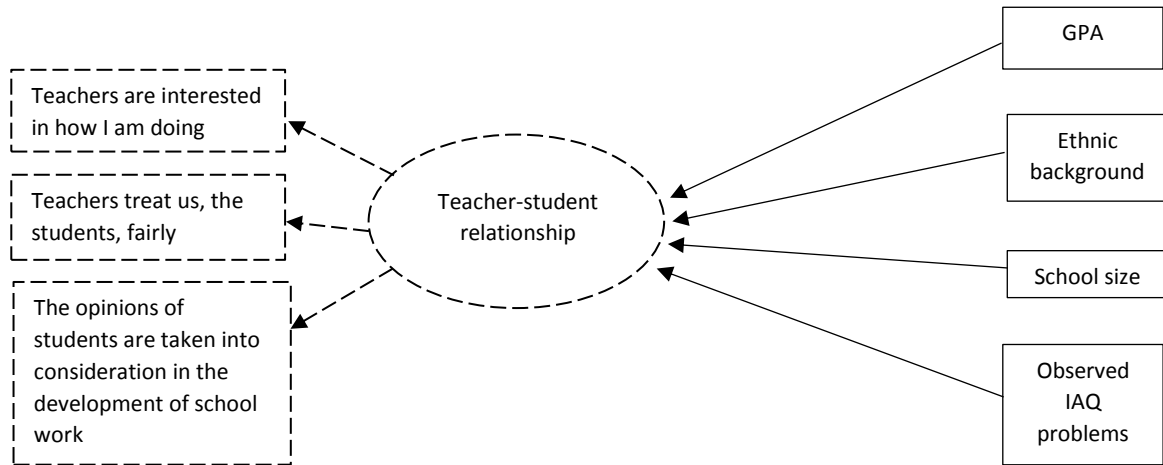 Teachers are interested
in how I am doing
Teachers treat us, the
students, fairly
The opinions of
students are taken into
consideration in the
development of school
work
Teacher-student
relationship
GPA
Ethnic
background
School size
Observed
IAQ
problems